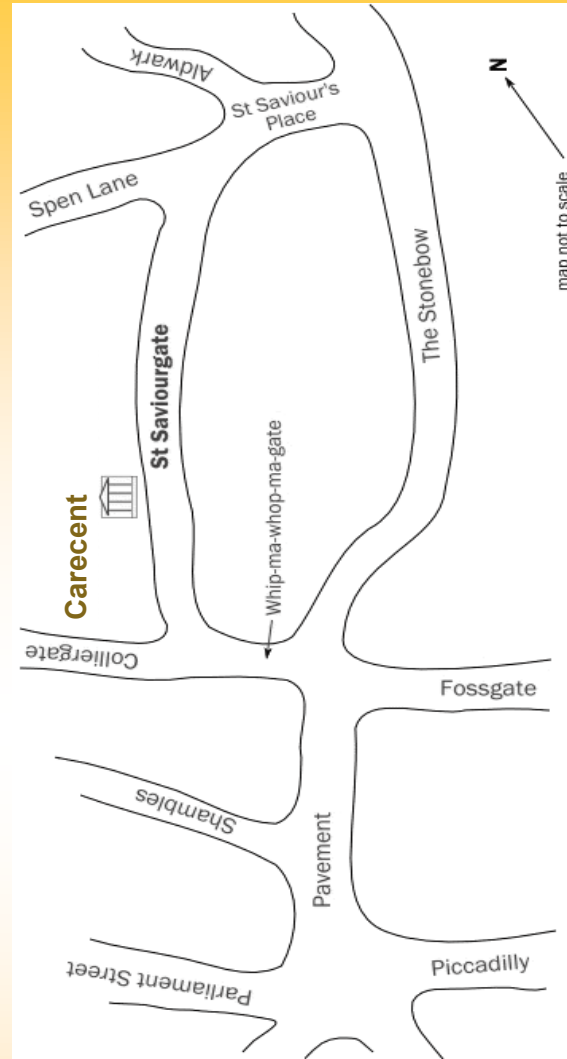 Aldwark
St Saviour's
Place
N
map not to scale
Spen Lane
The Stonebow
St Saviourgate
Carecent
Whip-ma-whop-ma-gate
Colliergate
Fossgate
Shambles
Pavement
Parliament Street
Piccadilly